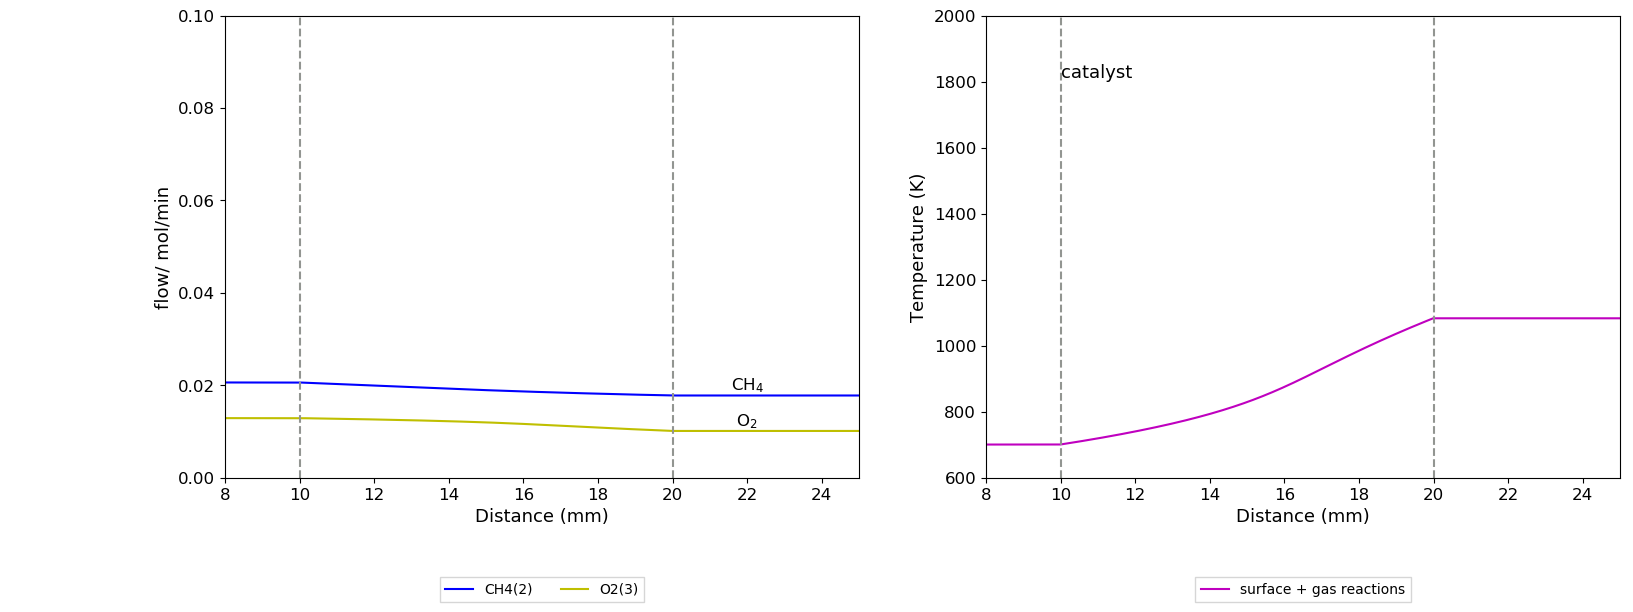 0.10
0.08
0.06
0.04
0.02
0.00
flow/ mol/min
CH₄
O₂
8 10 12 14 16 18 20 22 24
Distance (mm)
CH4(2) O2(3)
2000
1800
1600
1400
1200
1000
800
600
Temperature (K)
catalyst
8 10 12 14 16 18 20 22 24
Distance (mm)
surface + gas reactions